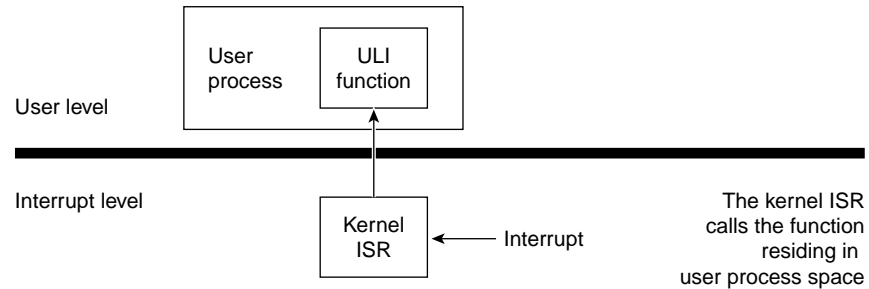 User
process
ULI
function
User level
Interrupt level
Kernel
ISR
Interrupt
The kernel ISR
calls the function
residing in
user process space